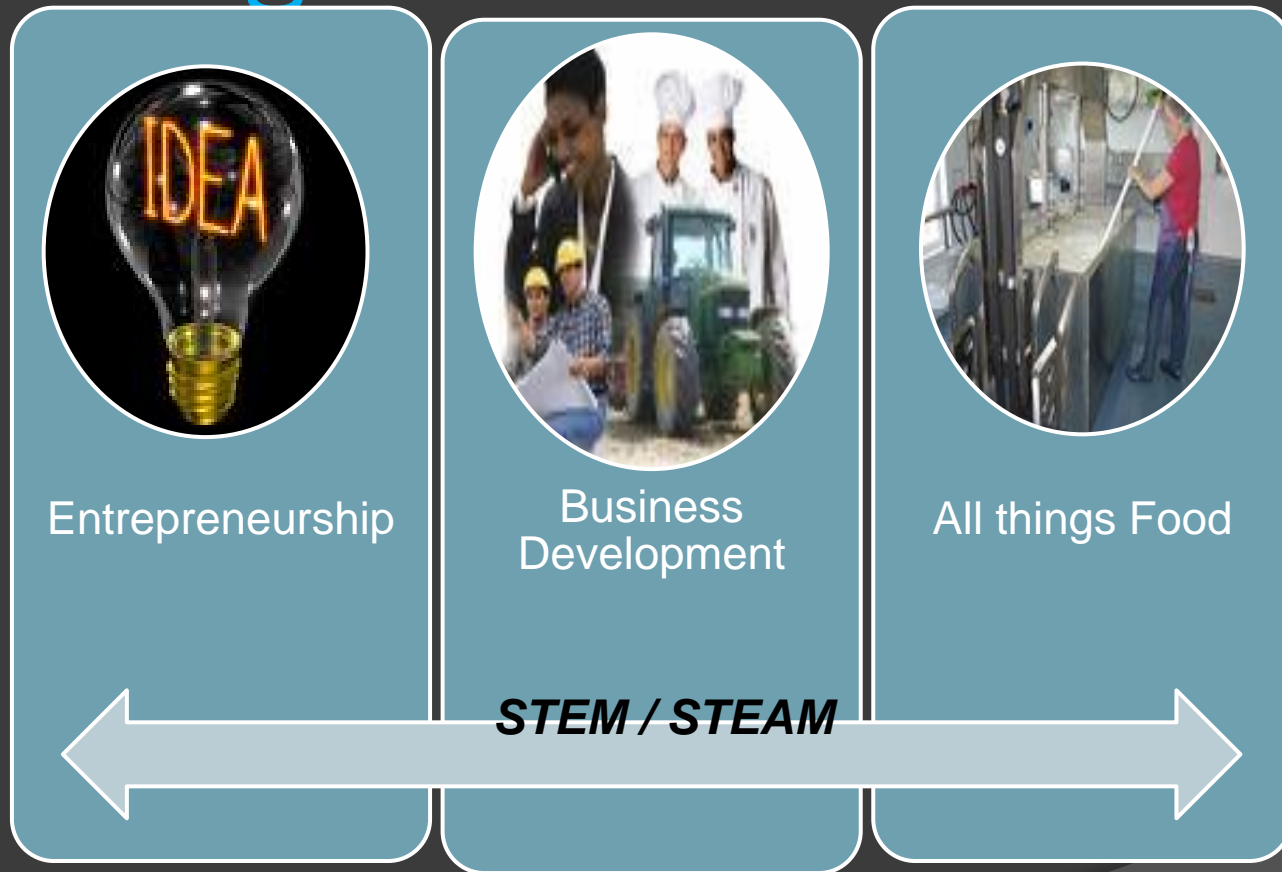 IDEA
Entrepreneurship
Business
Development
All things Food
STEM / STEAM